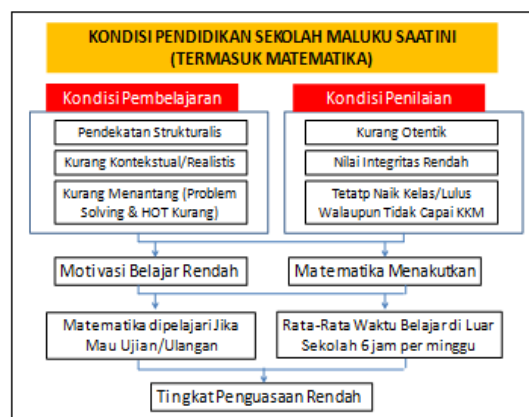 KONDISI PENDIDIKAN SEKOLAH MALUKU SAAT INI
(TERMASUK MATEMATIKA)
Kondisi Pembelajaran
Pendekatan Strukturalis
Kurang Kontekstual/Realistis
Kurang Menantang (Problem
Solving & HOT Kurang)
Kondisi Penilaian
Kurang Otentik
Nilai Integritas Rendah
Tetatp Naik Kelas/Lulus
Walaupun Tidak Capai KKM
Motivasi Belajar Rendah
Matematika Menakutkan
Matematika dipelajari Jika
Mau Ujian/Ulangan
Rata-Rata Waktu Belajar di Luar
Sekolah 6 jam per minggu
Tingkat Penguasaan Rendah